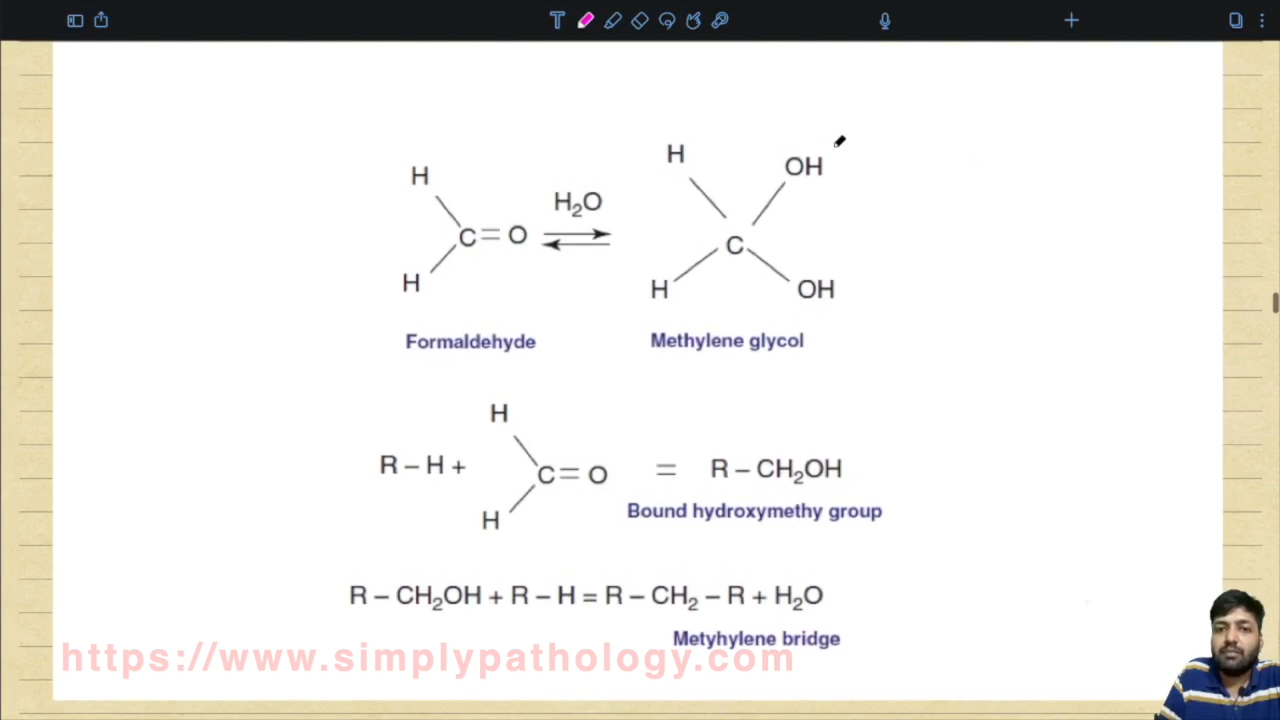 H H OH
H₂O
C=O C
H H OH
Formaldehyde Methylene glycol
H
R – H + C=O = R – CH₂OH
H Bound hydroxymethy group
R – CH₂OH + R – H = R – CH₂ – R + H₂O
Metyhylene bridge
https://www.simplypathology.com